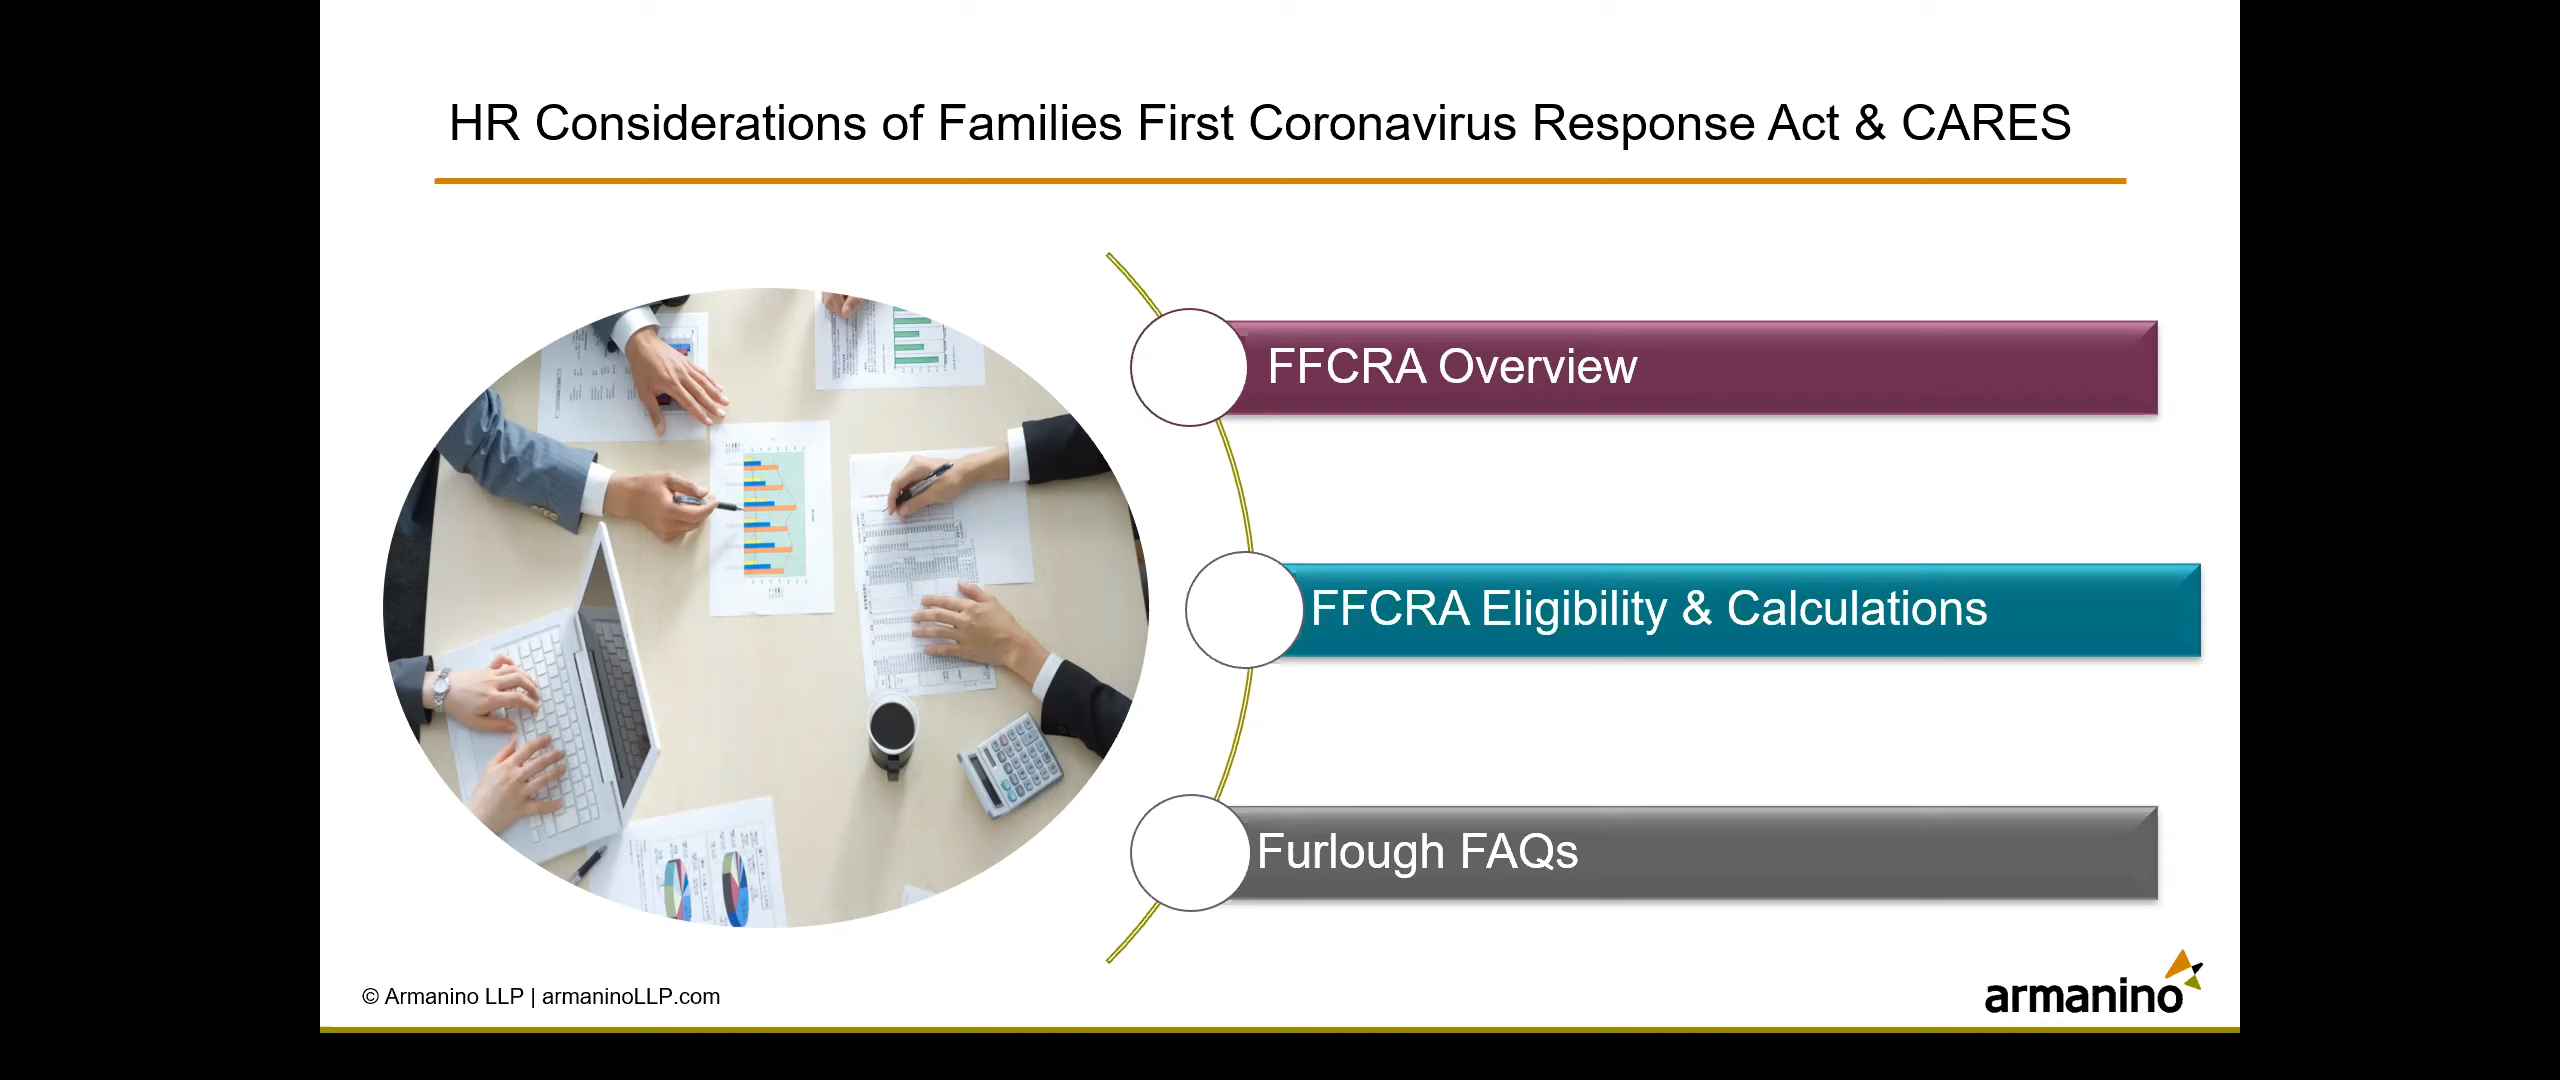 HR Considerations of Families First Coronavirus Response Act & CARES
FFCRA Overview
FFCRA Eligibility & Calculations
Furlough FAQs
© Armanino LLP | armaninoLLP.com
armanino